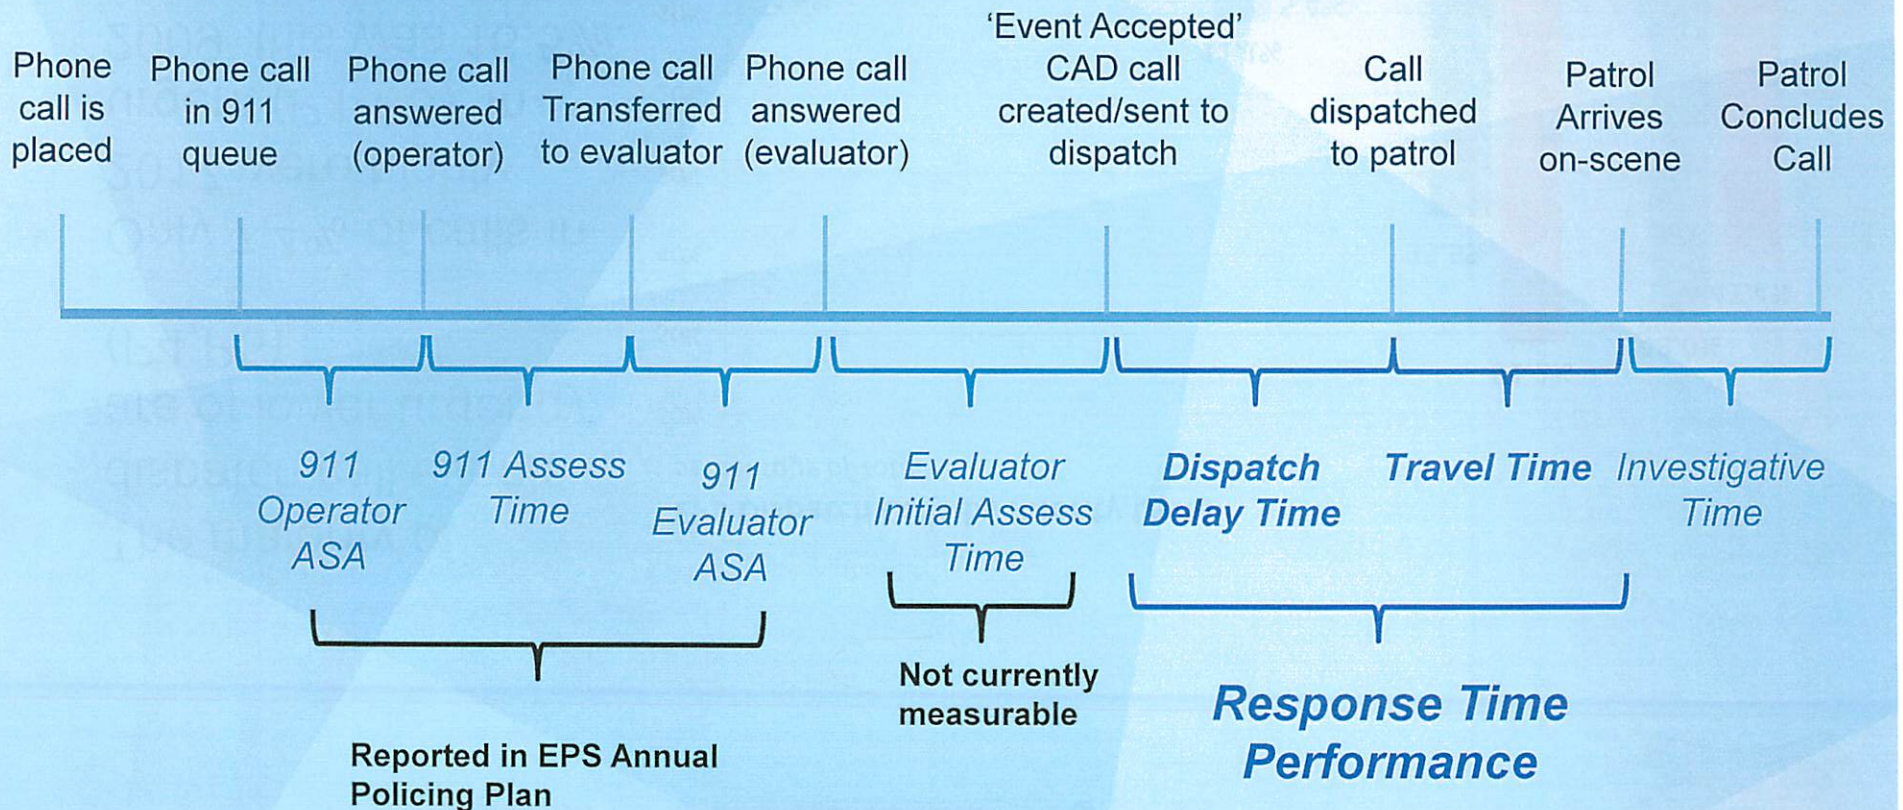 Phone
call is
placed
Phone call
in 911
queue
Phone call
answered
(operator)
Phone call
Transferred
to evaluator
Phone call
answered
(evaluator)
'Event Accepted'
CAD call
created/sent to
dispatch
Call
dispatched
to patrol
Patrol
Arrives
on-scene
Patrol
Concludes
Call
911
Operator
ASA
911 Assess
Time
911
Evaluator
ASA
Evaluator
Initial Assess
Time
Dispatch
Delay Time
Travel Time
Investigative
Time
Reported in EPS Annual
Policing Plan
Not currently
measurable
Response Time
Performance